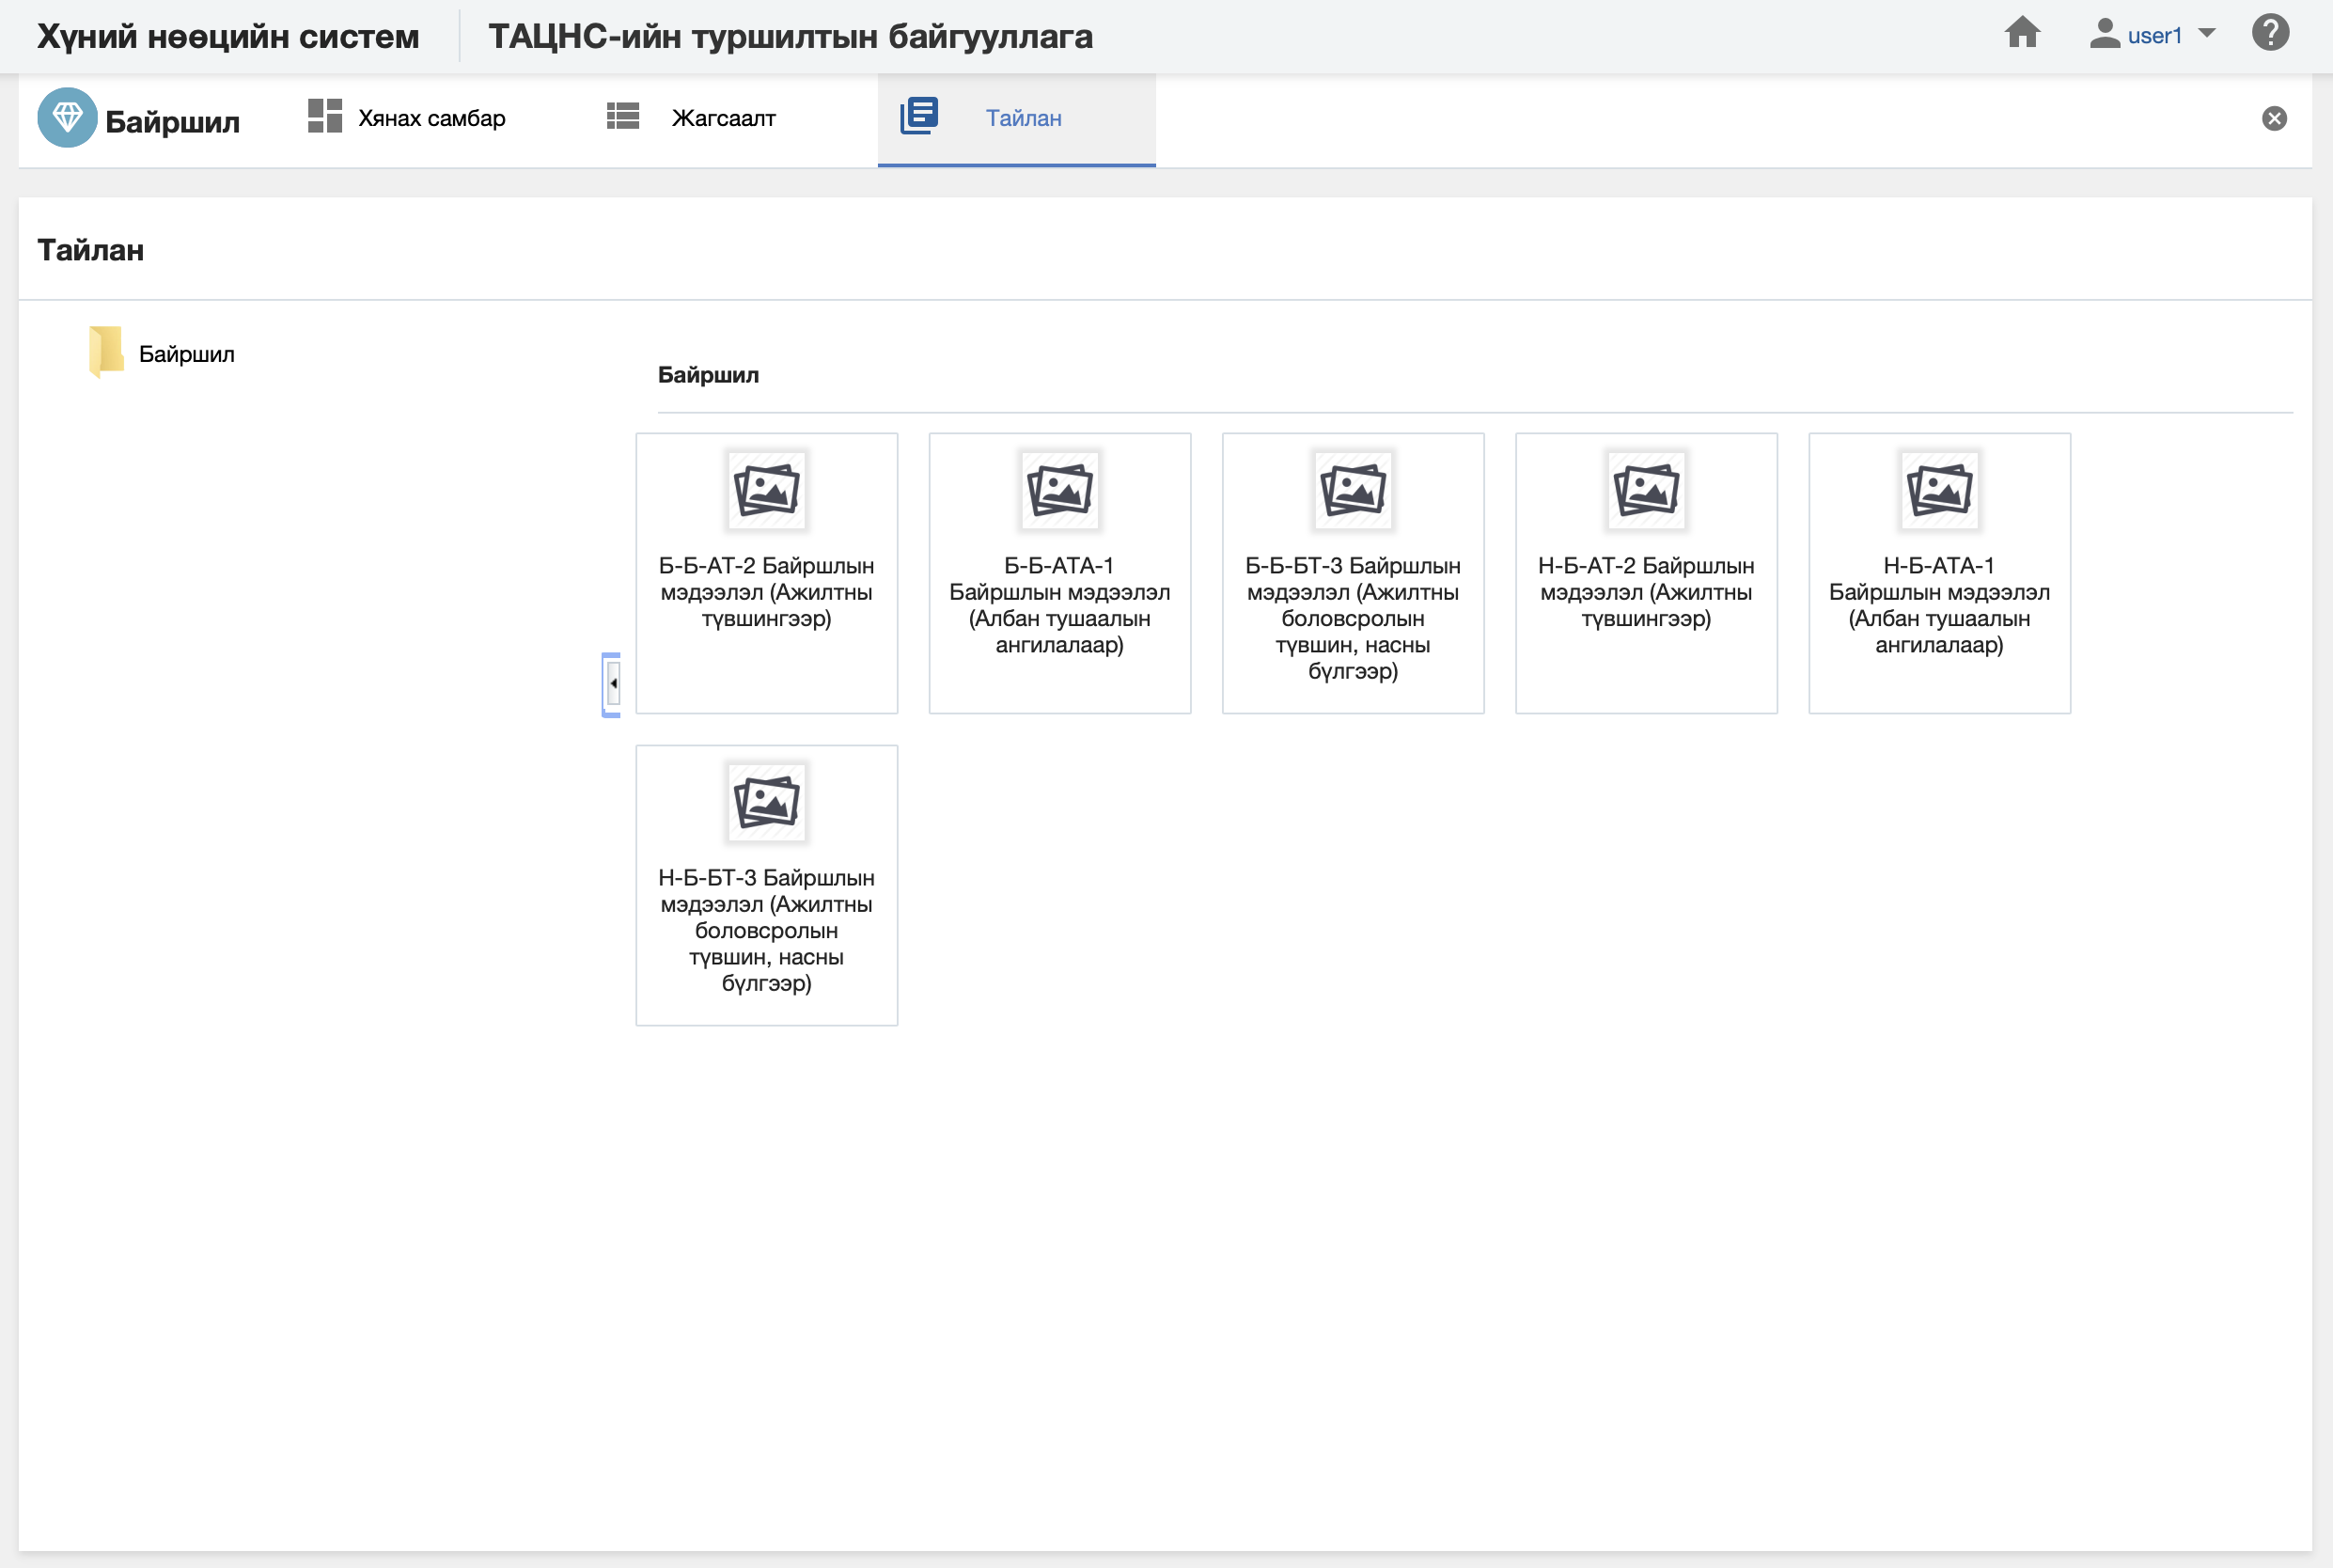 Хүний нөөцийн систем
ТАЦНС-ийн туршилтын байгууллага
user1
Байршил
Хянах самбар
Жагсаалт
Тайлан
Тайлан
Байршил
Байршил
Б-Б-АТ-2 Байршлын
мэдээлэл (Ажилтны
түвшингээр)
Б-Б-АТА-1
Байршлын мэдээлэл
(Албан тушаалын
ангилалаар)
Б-Б-БТ-3 Байршлын
мэдээлэл (Ажилтны
боловсролын
түвшин, насны
бүлгээр)
Н-Б-АТ-2 Байршлын
мэдээлэл (Ажилтны
түвшингээр)
Н-Б-АТА-1
Байршлын мэдээлэл
(Албан тушаалын
ангилалаар)
Н-Б-БТ-3 Байршлын
мэдээлэл (Ажилтны
боловсролын
түвшин, насны
бүлгээр)